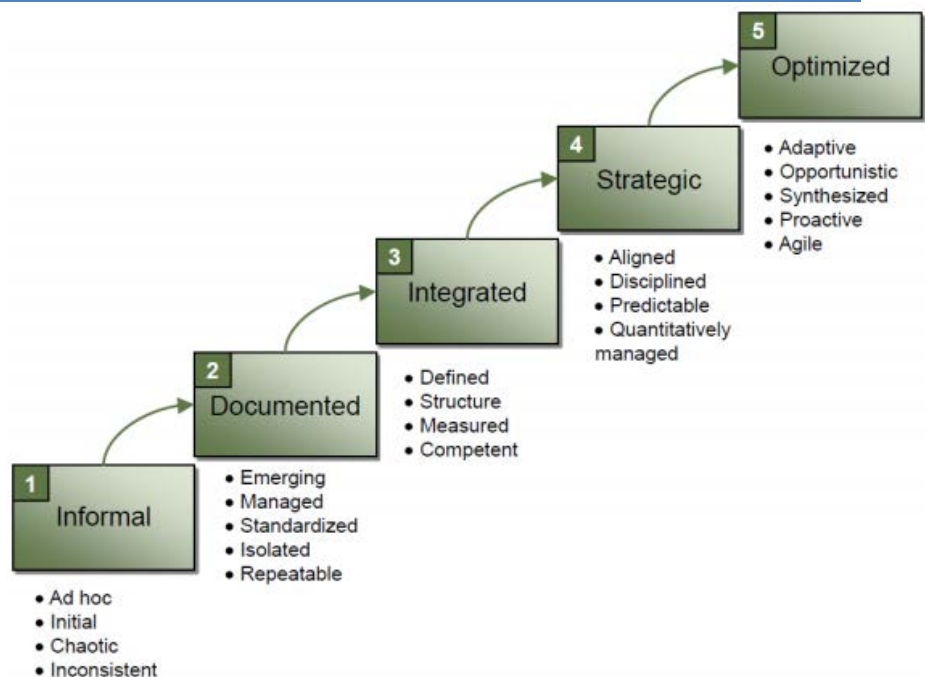 1
Informal
• Ad hoc
• Initial
• Chaotic
• Inconsistent
2
Documented
• Emerging
• Managed
• Standardized
• Isolated
• Repeatable
3
Integrated
• Defined
• Structure
• Measured
• Competent
4
Strategic
• Aligned
• Disciplined
• Predictable
• Quantitatively
managed
5
Optimized
• Adaptive
• Opportunistic
• Synthesized
• Proactive
• Agile